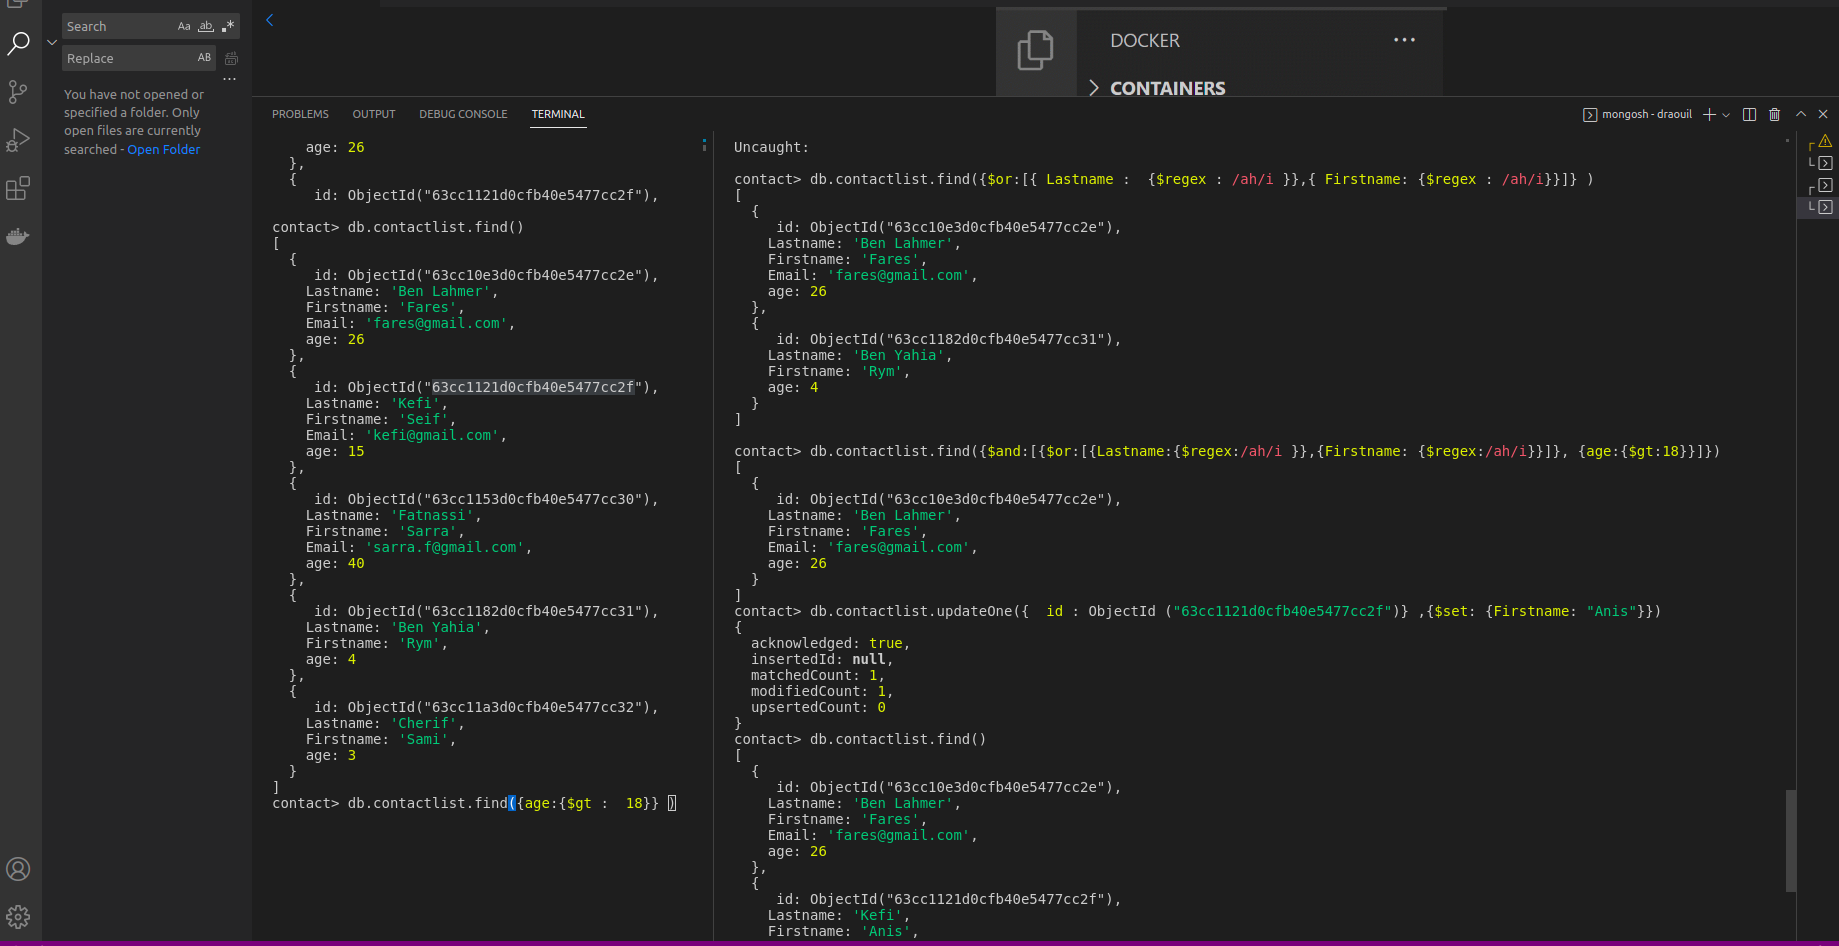 Search Aa ab .*
Replace AB
...
You have not opened or
specified a folder. Only
open files are currently
searched - Open Folder
DOCKER ...
CONTAINERS
PROBLEMS OUTPUT DEBUG CONSOLE TERMINAL
mongosh - draouil
age: 26
},
{
id: ObjectId("63cc1121d0cfb40e5477cc2f"),
contact> db.contactlist.find()
[
{
id: ObjectId("63cc10e3d0cfb40e5477cc2e"),
Lastname: 'Ben Lahmer',
Firstname: 'Fares',
Email: 'fares@gmail.com',
age: 26
},
{
id: ObjectId("63cc1121d0cfb40e5477cc2f"),
Lastname: 'Kefi',
Firstname: 'Seif',
Email: 'kefi@gmail.com',
age: 15
},
{
id: ObjectId("63cc1153d0cfb40e5477cc30"),
Lastname: 'Fatnassi',
Firstname: 'Sarra',
Email: 'sarra.f@gmail.com',
age: 40
},
{
id: ObjectId("63cc1182d0cfb40e5477cc31"),
Lastname: 'Ben Yahia',
Firstname: 'Rym',
age: 4
},
{
id: ObjectId("63cc11a3d0cfb40e5477cc32"),
Lastname: 'Cherif',
Firstname: 'Sami',
age: 3
}
]
contact> db.contactlist.find({age:{$gt :  18}} )
Uncaught:
contact> db.contactlist.find({$or:[{ Lastname :  {$regex : /ah/i }},{ Firstname: {$regex : /ah/i}}]} )
[
{
id: ObjectId("63cc10e3d0cfb40e5477cc2e"),
Lastname: 'Ben Lahmer',
Firstname: 'Fares',
Email: 'fares@gmail.com',
age: 26
},
{
id: ObjectId("63cc1182d0cfb40e5477cc31"),
Lastname: 'Ben Yahia',
Firstname: 'Rym',
age: 4
}
]
contact> db.contactlist.find({$and:[{$or:[{Lastname:{$regex:/ah/i }},{Firstname: {$regex:/ah/i}}]}, {age:{$gt:18}}]})
[
{
id: ObjectId("63cc10e3d0cfb40e5477cc2e"),
Lastname: 'Ben Lahmer',
Firstname: 'Fares',
Email: 'fares@gmail.com',
age: 26
}
]
contact> db.contactlist.updateOne({  id : ObjectId ("63cc1121d0cfb40e5477cc2f")} ,{$set: {Firstname: "Anis"}})
{
acknowledged: true,
insertedId: null,
matchedCount: 1,
modifiedCount: 1,
upsertedCount: 0
}
contact> db.contactlist.find()
[
{
id: ObjectId("63cc10e3d0cfb40e5477cc2e"),
Lastname: 'Ben Lahmer',
Firstname: 'Fares',
Email: 'fares@gmail.com',
age: 26
},
{
id: ObjectId("63cc1121d0cfb40e5477cc2f"),
Lastname: 'Kefi',
Firstname: 'Anis',